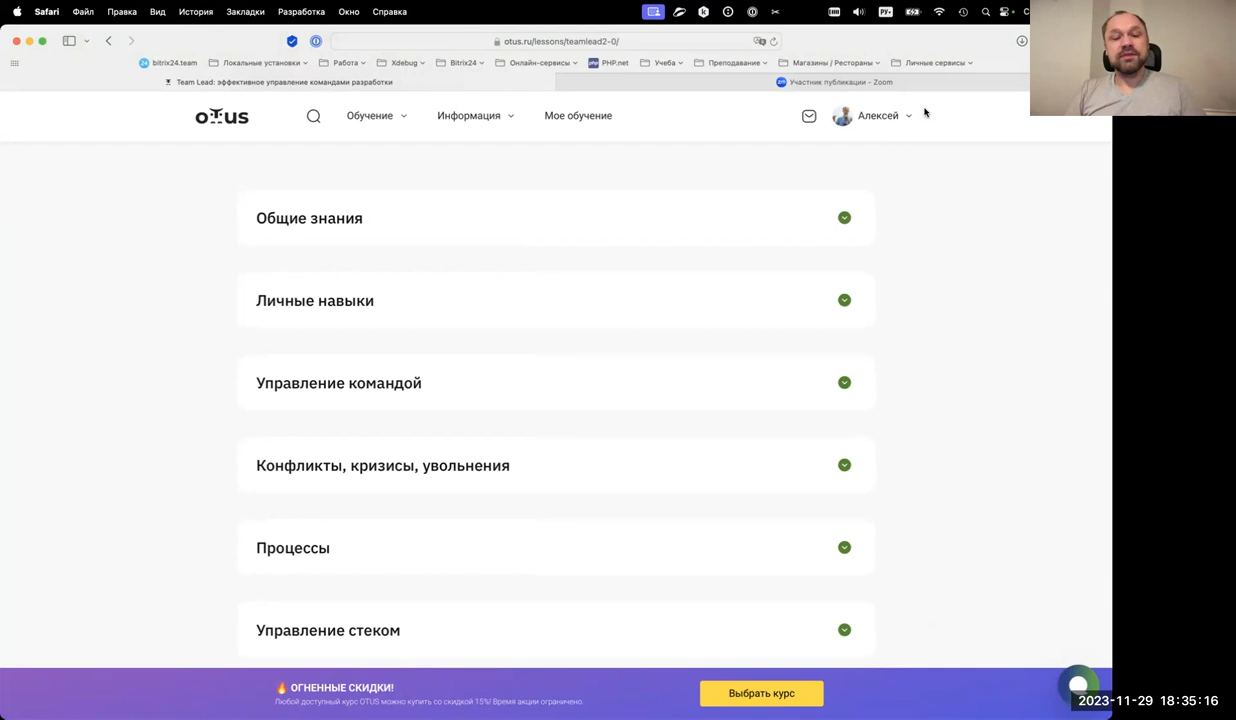 Safari Файл Правка Вид История Закладки Разработка Окно Справка
otus.ru/lessons/teamlead2-0/
bitrix24.team Локальные установки Работа Xdebug Bitrix24 Онлайн-сервисы PHP.net Учеба Преподавание Магазины / Рестораны Личные сервисы
Team Lead: эффективное управление командами разработки Участник публикации - Zoom
OTUS Обучение Информация Мое обучение Алексей
Общие знания
Личные навыки
Управление командой
Конфликты, кризисы, увольнения
Процессы
Управление стеком
ОГНЕННЫЕ СКИДКИ!
Любой доступный курс OTUS можно купить со скидкой 15%! Время акции ограничено.
Выбрать курс
2023-11-29 18:35:16